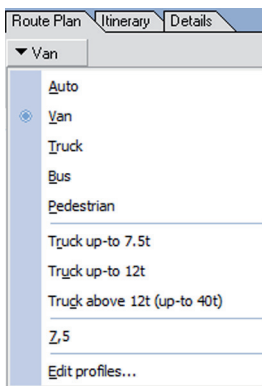 Route Plan Itinerary Details
Van
Auto
Van
Truck
Bus
Pedestrian
Truck up-to 7.5t
Truck up-to 12t
Truck above 12t (up-to 40t)
7,5
Edit profiles...